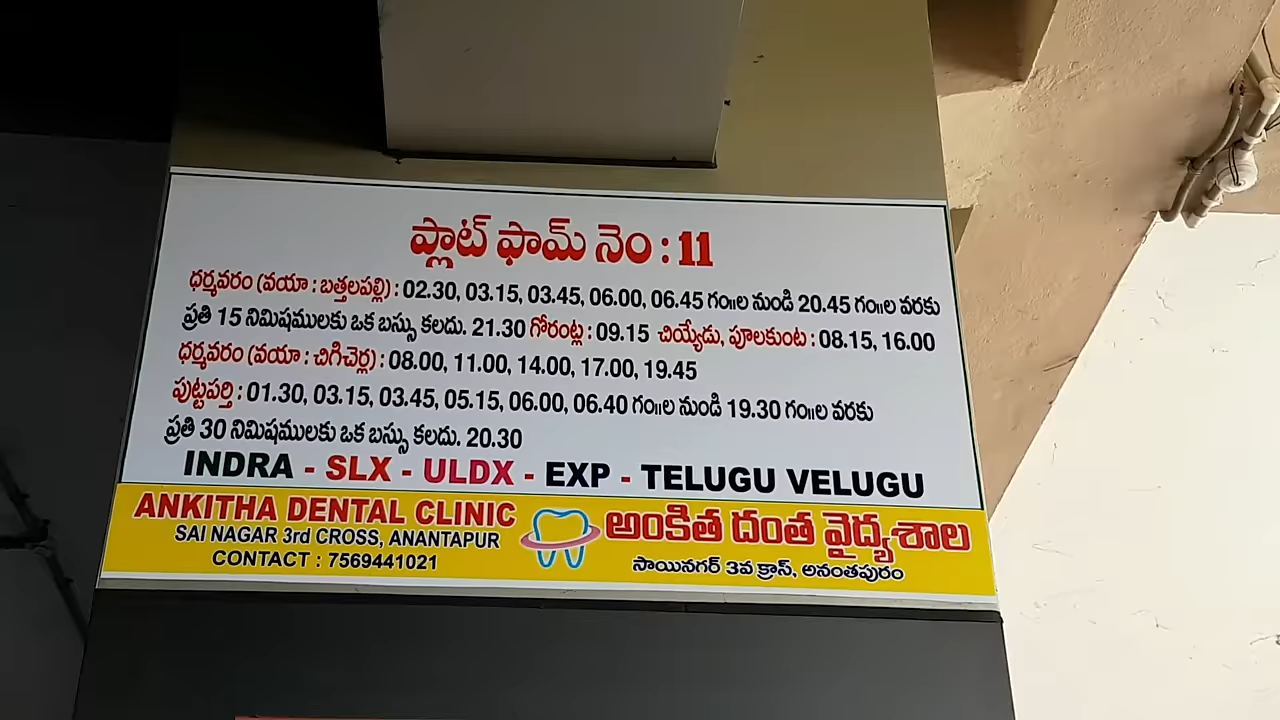 ప్లాట్ ఫామ్ నెం : 11
ధర్మవరం (వయా : బత్తలపల్లి) : 02.30, 03.15, 03.45, 06.00, 06.45 గం॥ల నుండి 20.45 గం॥ల వరకు
ప్రతి 15 నిమిషములకు ఒక బస్సు కలదు. 21.30 గోరంట్ల : 09.15 చియ్యేడు, పూలకుంట : 08.15, 16.00
ధర్మవరం (వయా : చిగిచెర్ల) : 08.00, 11.00, 14.00, 17.00, 19.45
పుట్టపర్తి : 01.30, 03.15, 03.45, 05.15, 06.00, 06.40 గం॥ల నుండి 19.30 గం॥ల వరకు
ప్రతి 30 నిమిషములకు ఒక బస్సు కలదు. 20.30
INDRA - SLX - ULDX - EXP - TELUGU VELUGU
ANKITHA DENTAL CLINIC
SAI NAGAR 3rd CROSS, ANANTAPUR
CONTACT : 7569441021
అంకిత దంత వైద్యశాల
సాయినగర్ 3వ క్రాస్, అనంతపురం